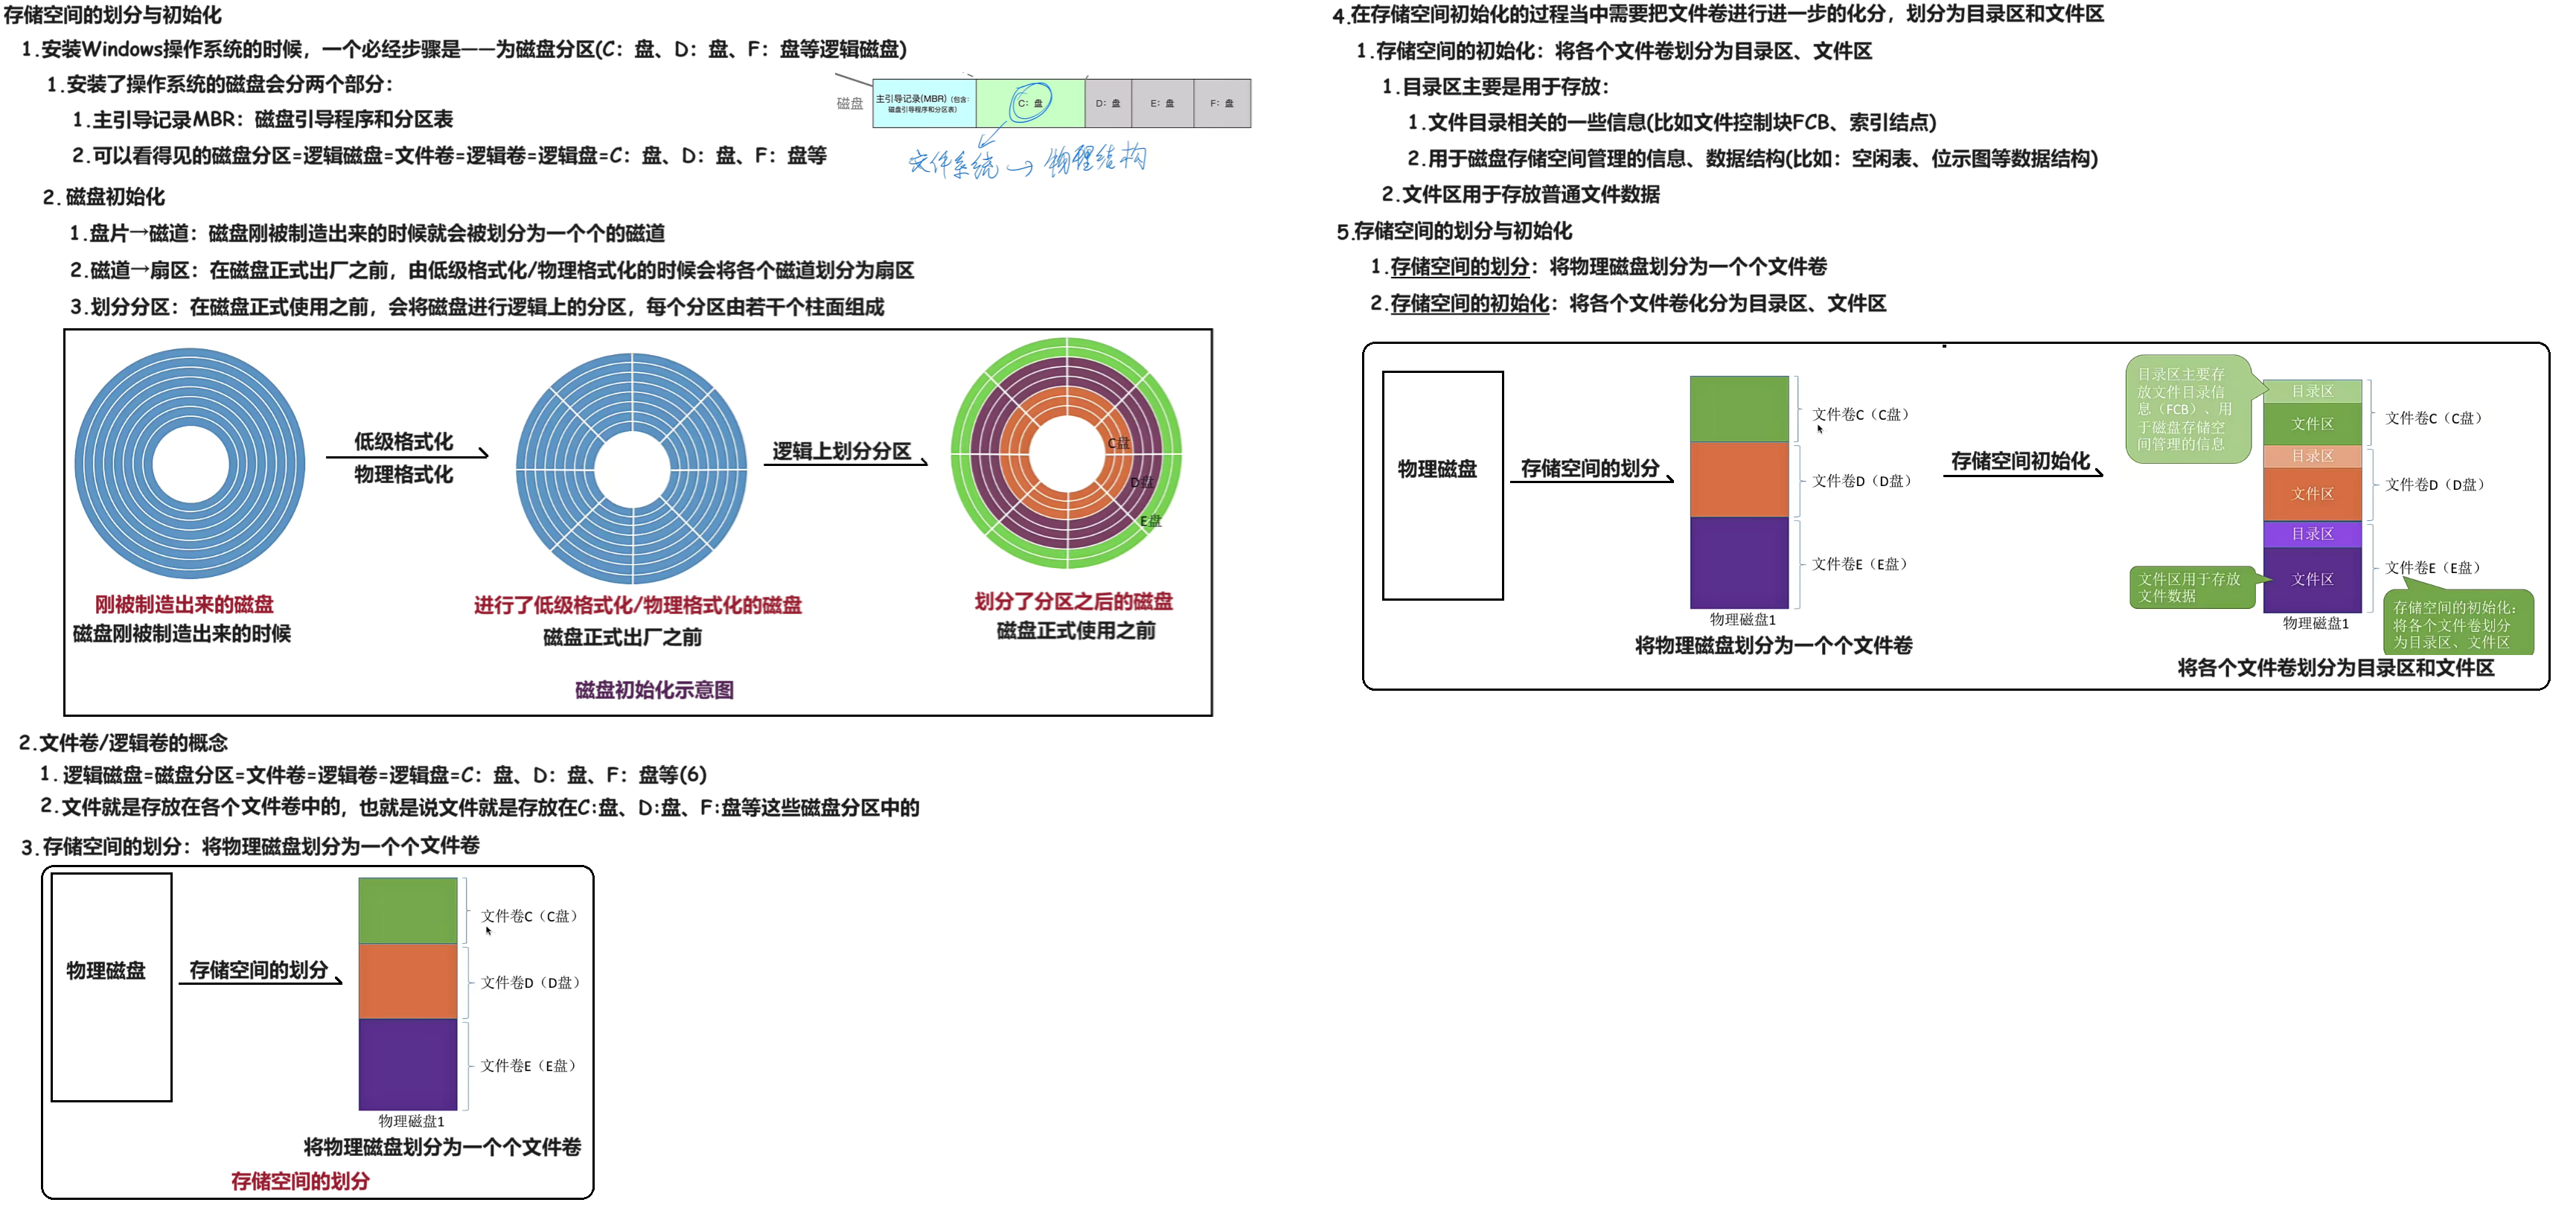 存储空间的划分与初始化
1.安装Windows操作系统的时候，一个必经步骤是——为磁盘分区(C：盘、D：盘、F：盘等逻辑磁盘)
1.安装了操作系统的磁盘会分两个部分：
1.主引导记录MBR：磁盘引导程序和分区表
2.可以看得见的磁盘分区=逻辑磁盘=文件卷=逻辑卷=逻辑盘=C：盘、D：盘、F：盘等
磁盘
主引导记录(MBR)（包含：
磁盘引导程序和分区表）
C：盘
D：盘
E：盘
F：盘
文件系统→物理结构
2. 磁盘初始化
1.盘片→磁道：磁盘刚被制造出来的时候就会被划分为一个个的磁道
2.磁道→扇区：在磁盘正式出厂之前，由低级格式化/物理格式化的时候会将各个磁道划分为扇区
3.划分分区：在磁盘正式使用之前，会将磁盘进行逻辑上的分区，每个分区由若干个柱面组成
低级格式化
物理格式化
逻辑上划分分区
C盘
D盘
E盘
刚被制造出来的磁盘
磁盘刚被制造出来的时候
进行了低级格式化/物理格式化的磁盘
磁盘正式出厂之前
划分了分区之后的磁盘
磁盘正式使用之前
磁盘初始化示意图
2.文件卷/逻辑卷的概念
1. 逻辑磁盘=磁盘分区=文件卷=逻辑卷=逻辑盘=C：盘、D：盘、F：盘等(6)
2.文件就是存放在各个文件卷中的，也就是说文件就是存放在C:盘、D:盘、F:盘等这些磁盘分区中的
3.存储空间的划分：将物理磁盘划分为一个个文件卷
物理磁盘
存储空间的划分
文件卷C（C盘）
文件卷D（D盘）
文件卷E（E盘）
物理磁盘1
将物理磁盘划分为一个个文件卷
存储空间的划分
4.在存储空间初始化的过程当中需要把文件卷进行进一步的化分，划分为目录区和文件区
1.存储空间的初始化：将各个文件卷划分为目录区、文件区
1.目录区主要是用于存放：
1.文件目录相关的一些信息(比如文件控制块FCB、索引结点)
2.用于磁盘存储空间管理的信息、数据结构(比如：空闲表、位示图等数据结构)
2.文件区用于存放普通文件数据
5.存储空间的划分与初始化
1.存储空间的划分：将物理磁盘划分为一个个文件卷
2.存储空间的初始化：将各个文件卷化分为目录区、文件区
物理磁盘
存储空间的划分
文件卷C（C盘）
文件卷D（D盘）
文件卷E（E盘）
物理磁盘1
将物理磁盘划分为一个个文件卷
存储空间初始化
目录区主要存
放文件目录信
息（FCB）、用
于磁盘存储空
间管理的信息
目录区
文件区
目录区
文件区
目录区
文件区
文件卷C（C盘）
文件卷D（D盘）
文件卷E（E盘）
文件区用于存放
文件数据
存储空间的初始化：
将各个文件卷划分
为目录区、文件区
物理磁盘1
将各个文件卷划分为目录区和文件区